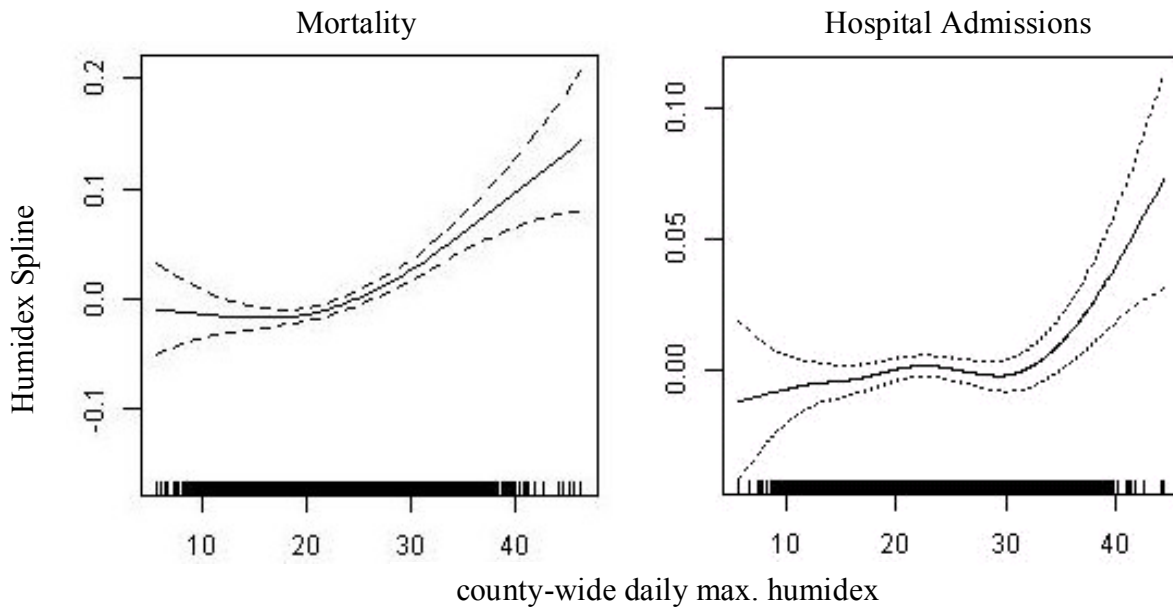 Mortality
Hospital Admissions
Humidex Spline
0.2
0.1
0.0
-0.1
10 20 30 40
0.10
0.05
0.00
10 20 30 40
county-wide daily max. humidex